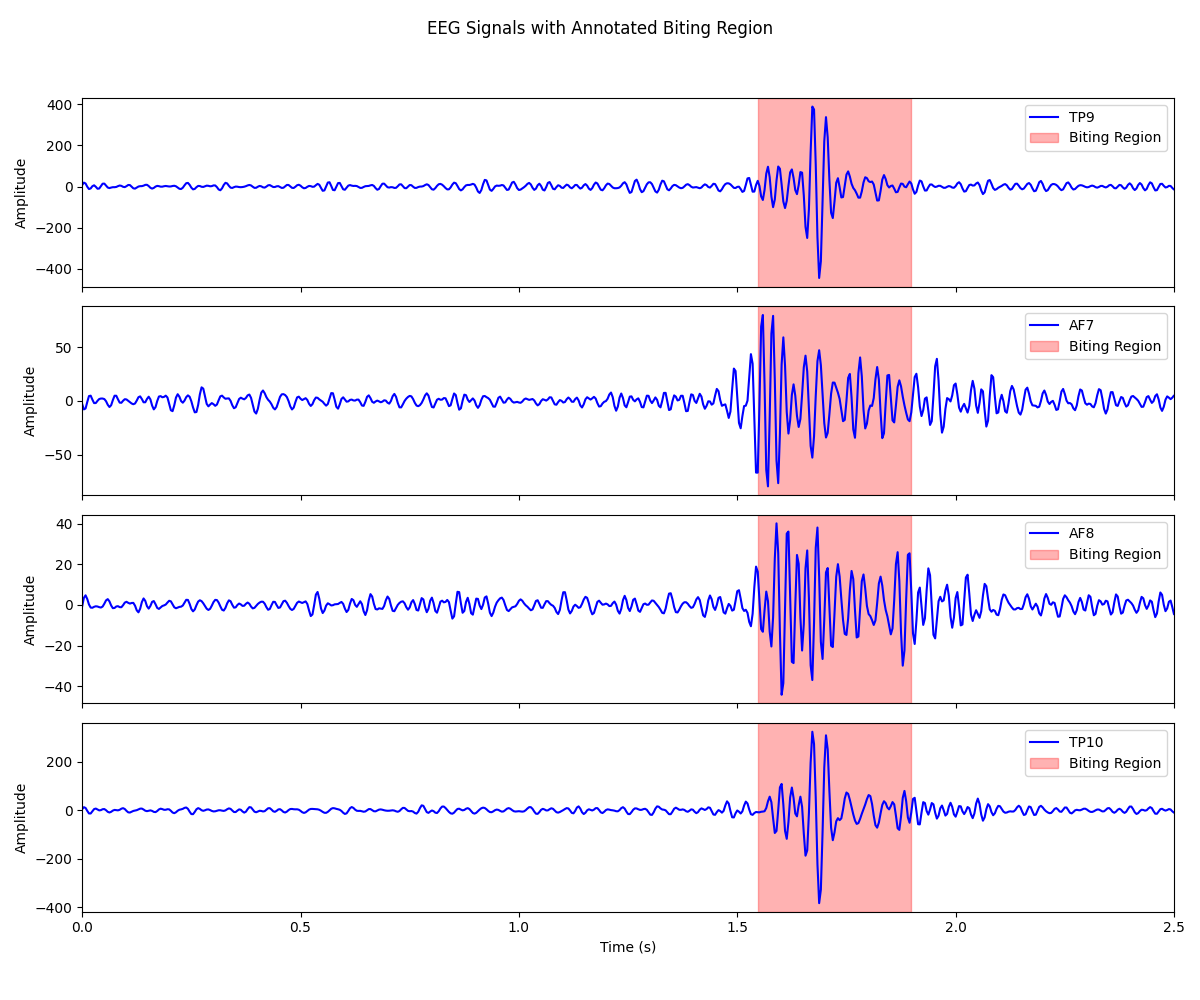 EEG Signals with Annotated Biting Region
400
200
0
−200
−400
Amplitude
TP9
Biting Region
50
0
−50
Amplitude
AF7
Biting Region
40
20
0
−20
−40
Amplitude
AF8
Biting Region
200
0
−200
−400
Amplitude
TP10
Biting Region
0.0 0.5 1.0 1.5 2.0 2.5
Time (s)